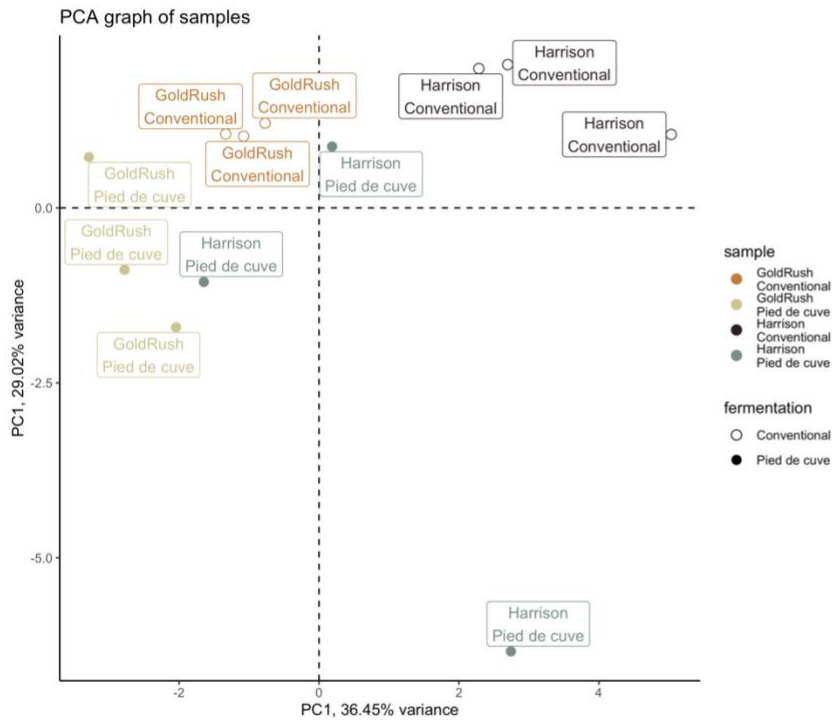 PCA graph of samples
Harrison
Conventional
Harrison
Conventional
GoldRush
Conventional
GoldRush
Conventional
Harrison
Conventional
GoldRush
Conventional
Harrison
Pied de cuve
GoldRush
Pied de cuve
0.0
GoldRush
Pied de cuve
Harrison
Pied de cuve
GoldRush
Pied de cuve
-2.5
-5.0
Harrison
Pied de cuve
PC1, 29.02% variance
-2
0
2
4
PC1, 36.45% variance
sample
GoldRush
Conventional
GoldRush
Pied de cuve
Harrison
Conventional
Harrison
Pied de cuve
fermentation
Conventional
Pied de cuve